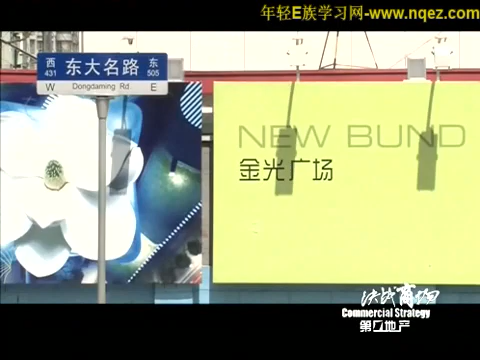 年轻E族学习网-www.nqez.com
西 东大名路 东
431 505
W Dongdaming Rd E
NEW BUND
金光广场
决战商场
Commercial Strategy
第一地产